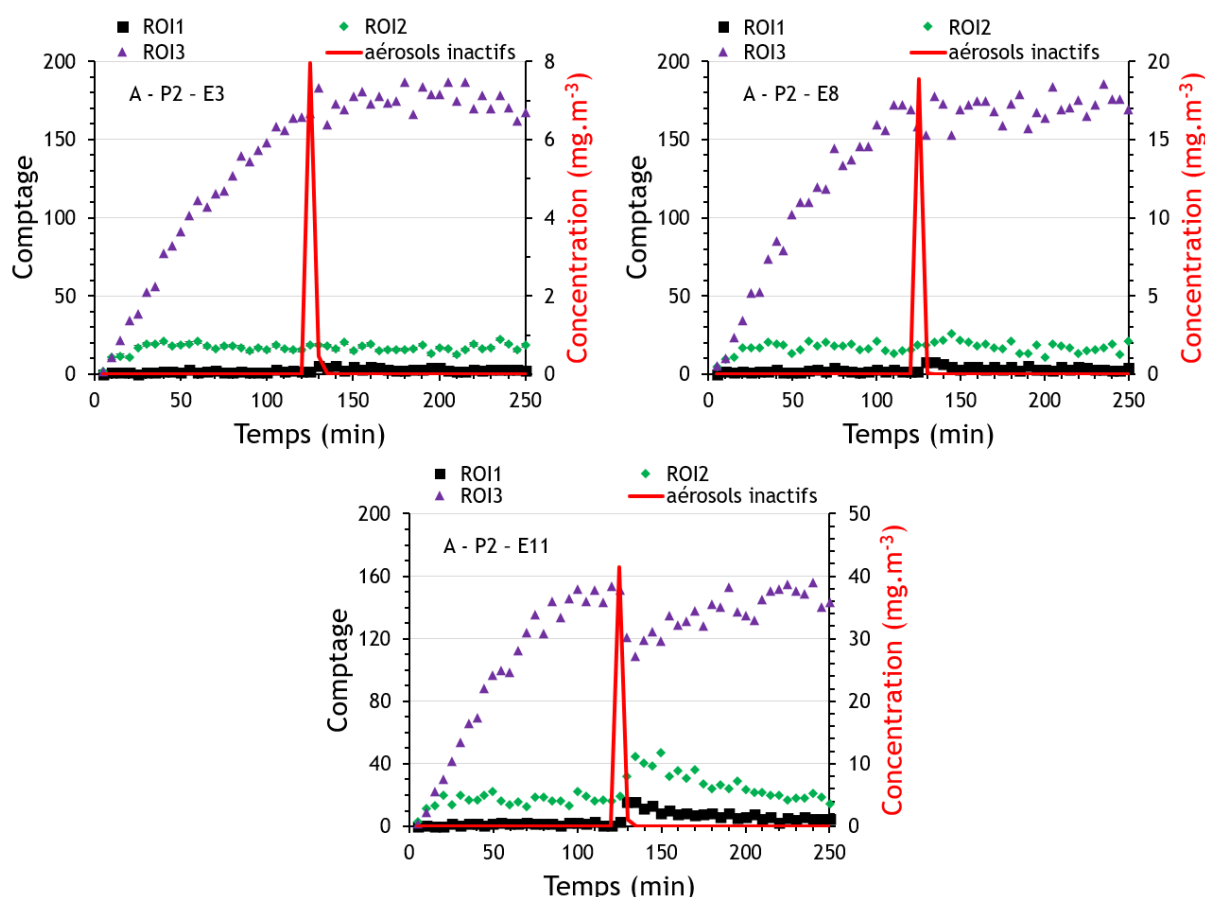 ROI1 ROI2
ROI3 aérosols inactifs
A - P2 - E3
200
150
100
50
0
Comptage
8
6
4
2
0
Concentration (mg.m-3)
0 50 100 150 200 250
Temps (min)
ROI1 ROI2
ROI3 aérosols inactifs
A - P2 - E8
200
150
100
50
0
Comptage
20
15
10
5
0
Concentration (mg.m-3)
0 50 100 150 200 250
Temps (min)
ROI1 ROI2
ROI3 aérosols inactifs
A - P2 - E11
200
160
120
80
40
0
Comptage
50
40
30
20
10
0
Concentration (mg.m-3)
0 50 100 150 200 250
Temps (min)